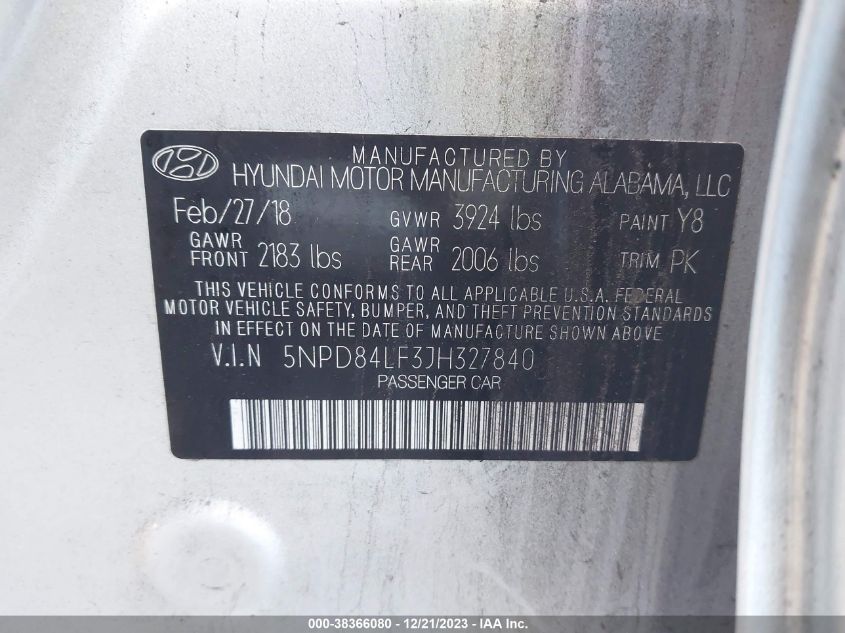 MANUFACTURED BY
HYUNDAI MOTOR MANUFACTURING ALABAMA, LLC
Feb/27/18 GVWR 3924 lbs PAINT Y8
GAWR FRONT 2183 lbs GAWR REAR 2006 lbs TRIM PK
THIS VEHICLE CONFORMS TO ALL APPLICABLE U.S.A. FEDERAL
MOTOR VEHICLE SAFETY, BUMPER, AND THEFT PREVENTION STANDARDS
IN EFFECT ON THE DATE OF MANUFACTURE SHOWN ABOVE.
V.I.N 5NPD84LF3JH327840
PASSENGER CAR
000-38366080 - 12/21/2023 - IAA Inc.